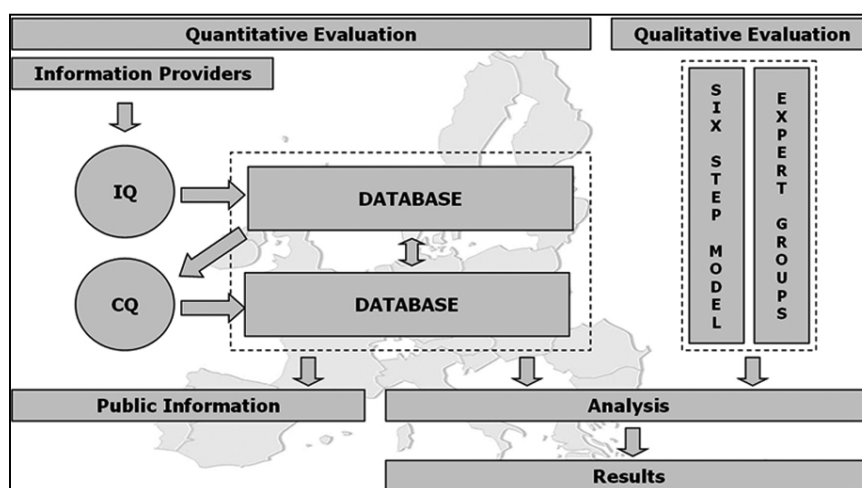 Quantitative Evaluation
Qualitative Evaluation
Information Providers
IQ
DATABASE
CQ
DATABASE
SIX STEP MODEL
EXPERT GROUPS
Public Information
Analysis
Results